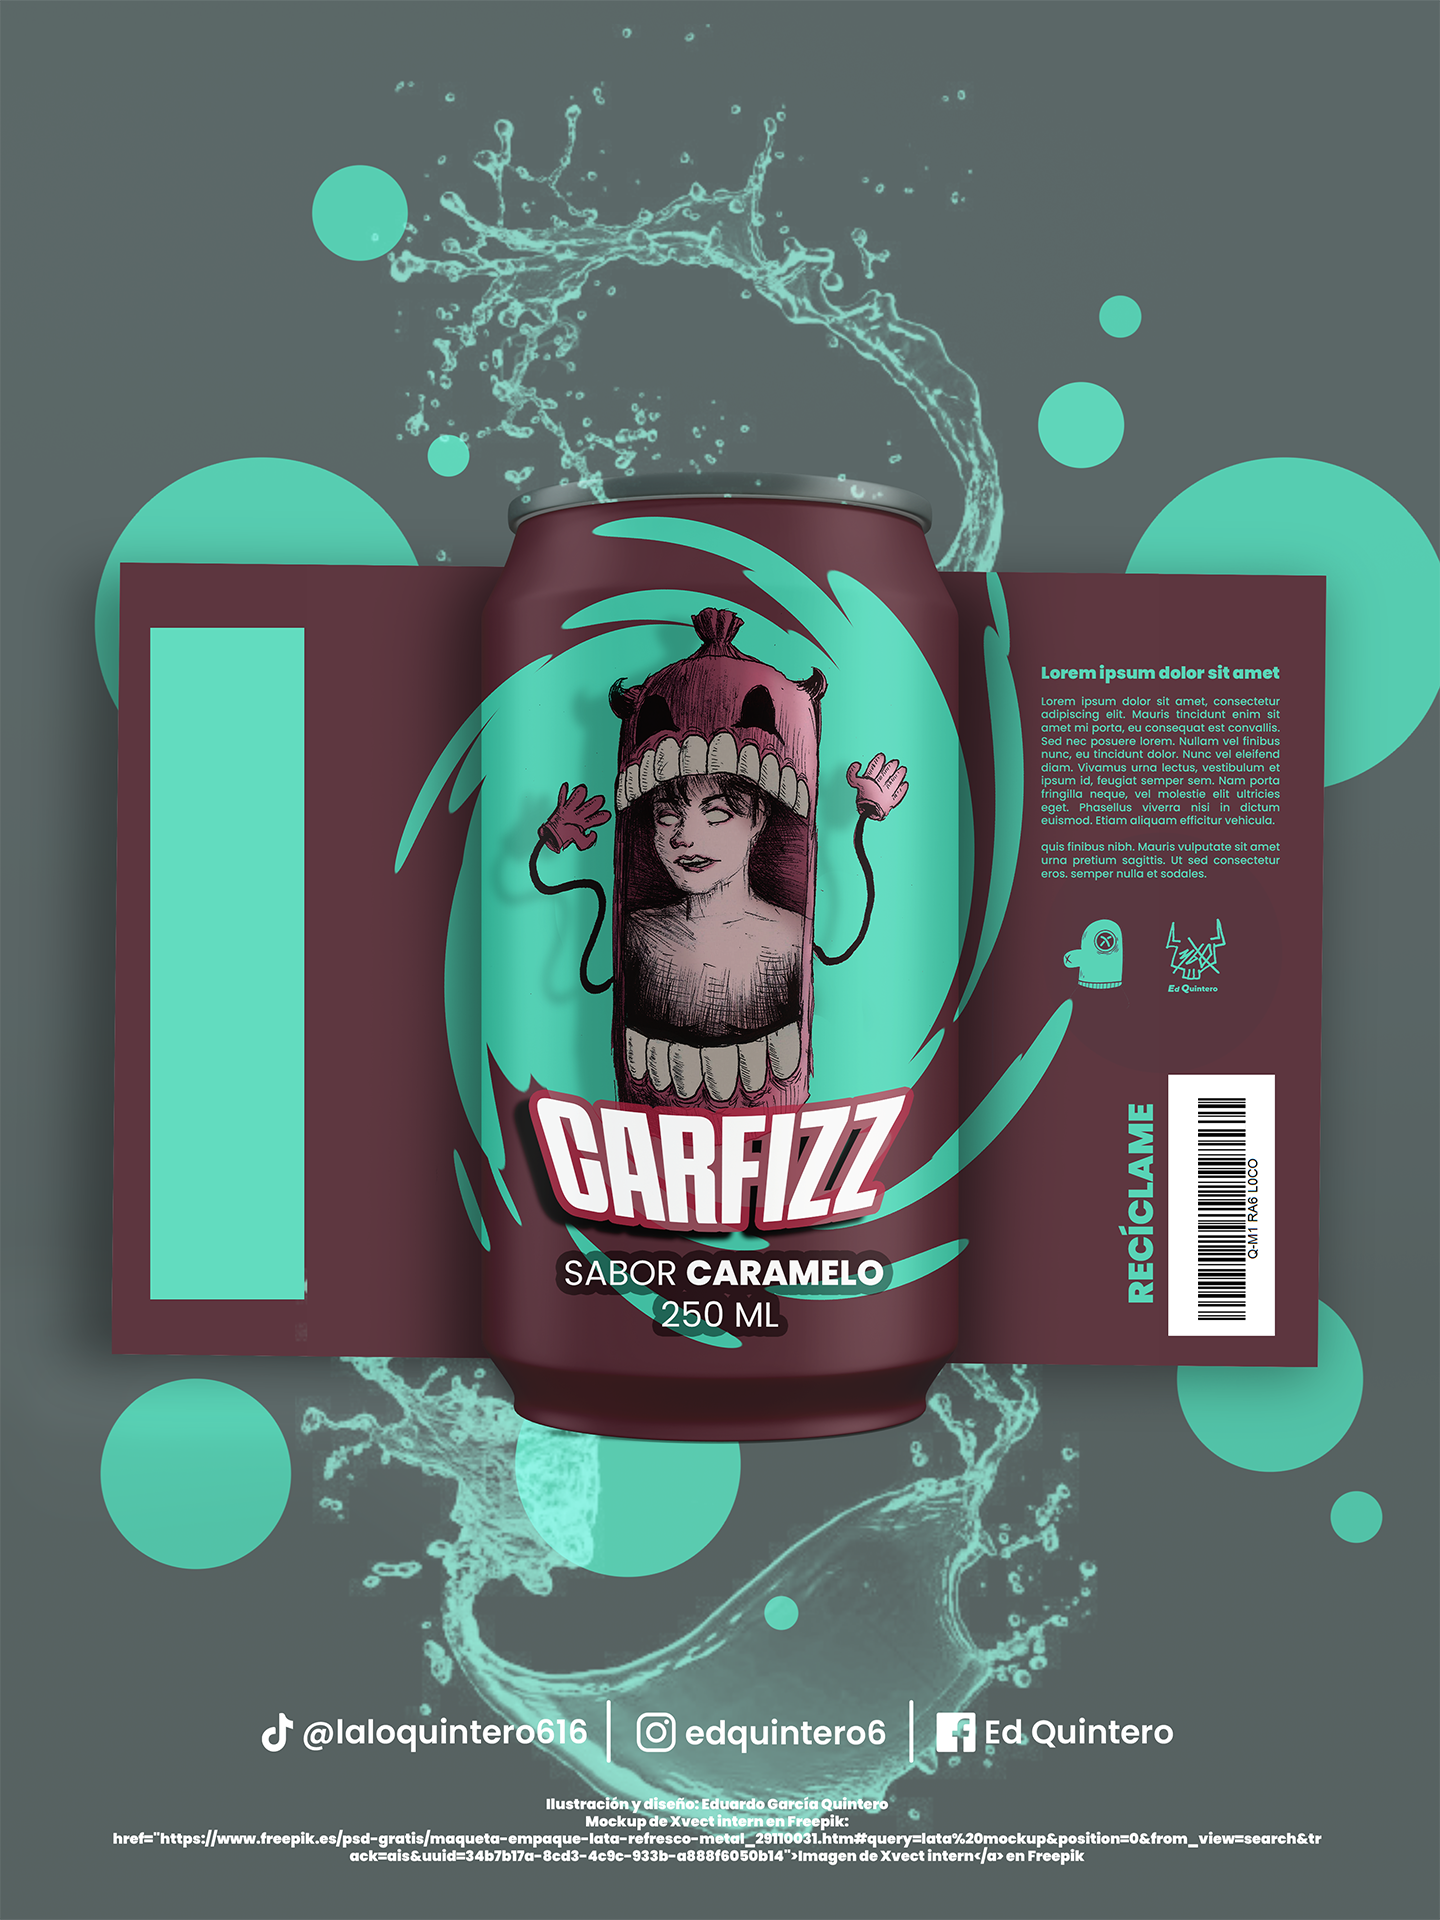 Lorem ipsum dolor sit amet
Lorem ipsum dolor sit amet, consectetur
adipiscing elit. Mauris tincidunt enim sit
amet mi porta, eu consequat est convallis.
Sed nec posuere lorem. Nullam vel finibus
nunc, eu tincidunt dolor. Nunc vel eleifend
diam. Vivamus urna lectus, vestibulum et
ipsum id, feugiat semper sem. Nam porta
fringilla neque, vel molestie elit ultricies
eget. Phasellus viverra nisi in dictum
euismod. Etiam aliquam efficitur vehicula.
quis finibus nibh. Mauris vulputate sit amet
urna pretium sagittis. Ut sed consectetur
eros. semper nulla et sodales.
Ed Quintero
CARFIZZ
SABOR CARAMELO
250 ML
RECÍCLAME
Q-M1 RA6 L0CO
@laloquintero616
edquintero6
Ed Quintero
Ilustración y diseño: Eduardo García Quintero
Mockup de Xvect intern en Freepik:
href="https://www.freepik.es/psd-gratis/maqueta-empaque-lata-refresco-metal_29110031.htm#query=lata%20mockup&position=0&from_view=search&tr
ack=ais&uuid=34b7b17a-8cd3-4c9c-933b-a888f6050b14">Imagen de Xvect intern</a> en Freepik